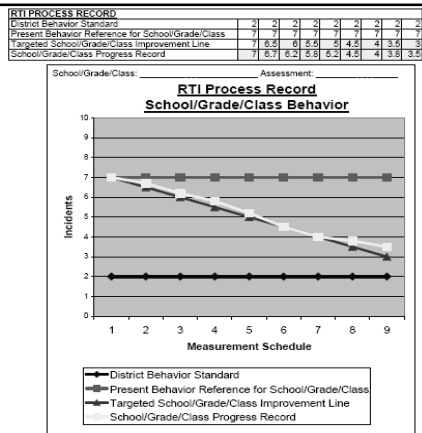 RTI PROCESS RECORD
District Behavior Standard 2 2 2 2 2 2 2 2 2
Present Behavior Reference for School/Grade/Class 7 7 7 7 7 7 7 7 7
Targeted School/Grade/Class Improvement Line 7 6.5 6 5.5 5 4.5 4 3.5 3
School/Grade/Class Progress Record 7 6.7 6.2 5.8 5.2 4.5 4 3.8 3.5
School/Grade/Class: ____________ Assessment: ____________
RTI Process Record
School/Grade/Class Behavior
10
9
8
7
6
5
4
3
2
1
0
Incidents
1 2 3 4 5 6 7 8 9
Measurement Schedule
District Behavior Standard
Present Behavior Reference for School/Grade/Class
Targeted School/Grade/Class Improvement Line
School/Grade/Class Progress Record